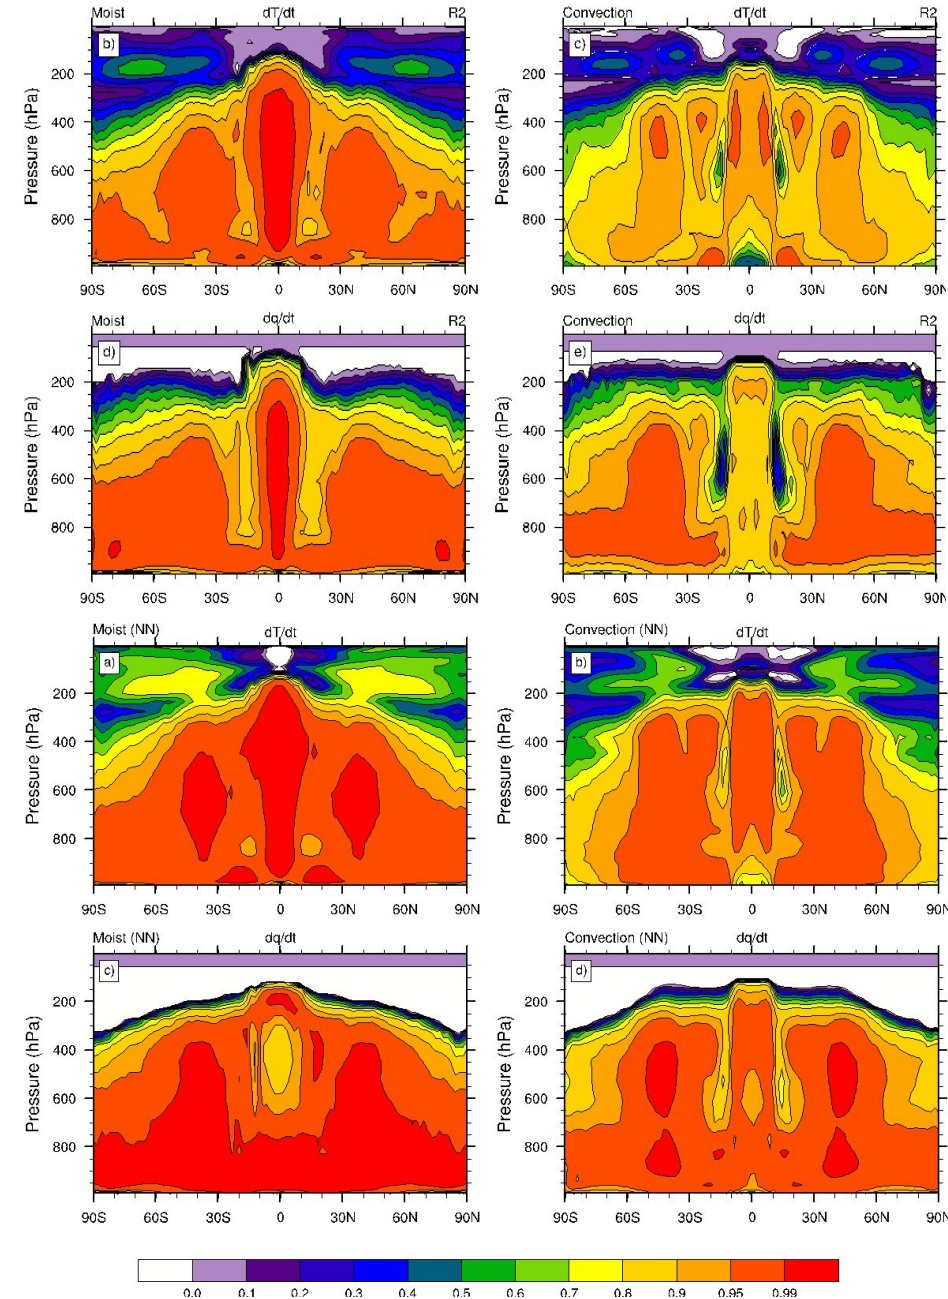 Moist dT/dt R2 Convection dT/dt R2
b) c)
Pressure (hPa) 200 400 600 800 Pressure (hPa) 200 400 600 800
90S 60S 30S 0 30N 60N 90N 90S 60S 30S 0 30N 60N 90N
Moist dq/dt R2 Convection dq/dt R2
d) e)
Pressure (hPa) 200 400 600 800 Pressure (hPa) 200 400 600 800
90S 60S 30S 0 30N 60N 90N 90S 60S 30S 0 30N 60N 90N
Moist (NN) dT/dt Convection (NN) dT/dt
a) b)
Pressure (hPa) 200 400 600 800 Pressure (hPa) 200 400 600 800
90S 60S 30S 0 30N 60N 90N 90S 60S 30S 0 30N 60N 90N
Moist (NN) dq/dt Convection (NN) dq/dt
c) d)
Pressure (hPa) 200 400 600 800 Pressure (hPa) 200 400 600 800
90S 60S 30S 0 30N 60N 90N 90S 60S 30S 0 30N 60N 90N
0.0 0.1 0.2 0.3 0.4 0.5 0.6 0.7 0.8 0.9 0.95 0.99